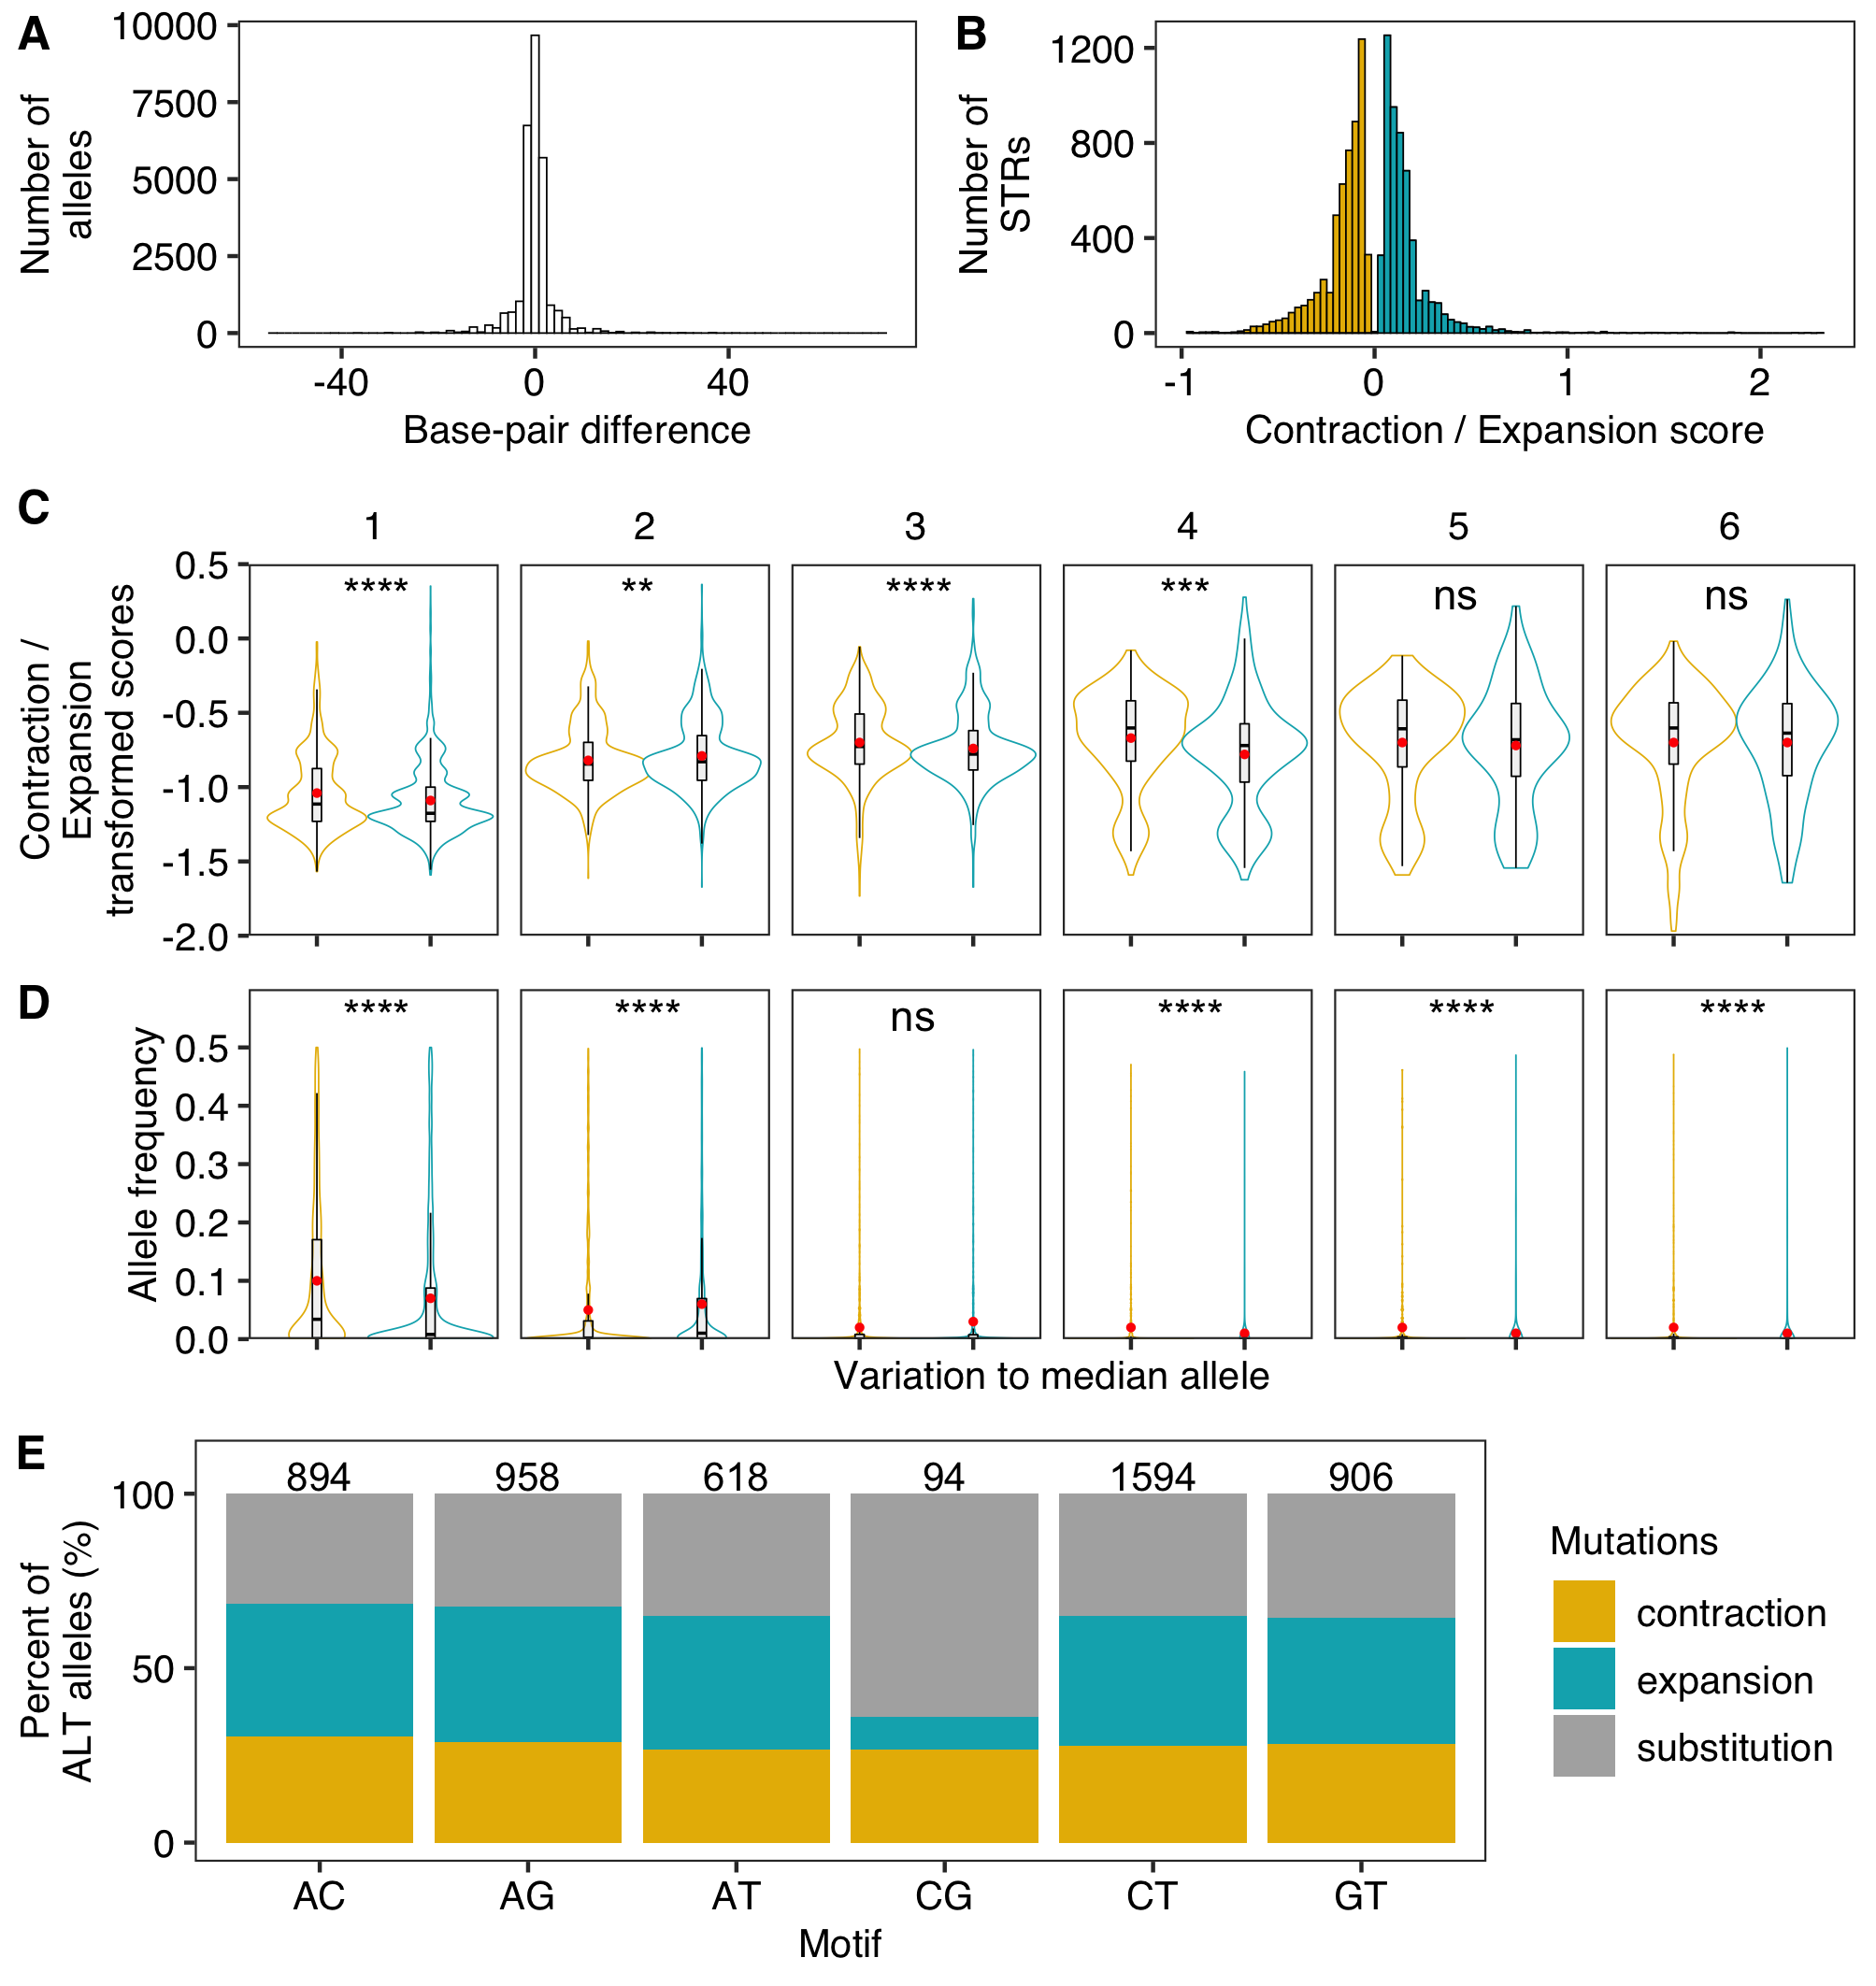 A
10000
7500
5000
2500
0
Number of
alleles
-40
0
40
Base-pair difference
B
1200
800
400
0
Number of
STRs
-1
0
1
2
Contraction / Expansion score
C
1
2
3
4
5
6
0.5
0.0
-0.5
-1.0
-1.5
-2.0
Contraction /
Expansion
transformed scores
****
**
****
***
ns
ns
D
****
****
ns
****
****
****
0.5
0.4
0.3
0.2
0.1
0.0
Allele frequency
Variation to median allele
E
894
958
618
94
1594
906
100
50
0
Percent of
ALT alleles (%)
AC
AG
AT
CG
CT
GT
Motif
Mutations
contraction
expansion
substitution